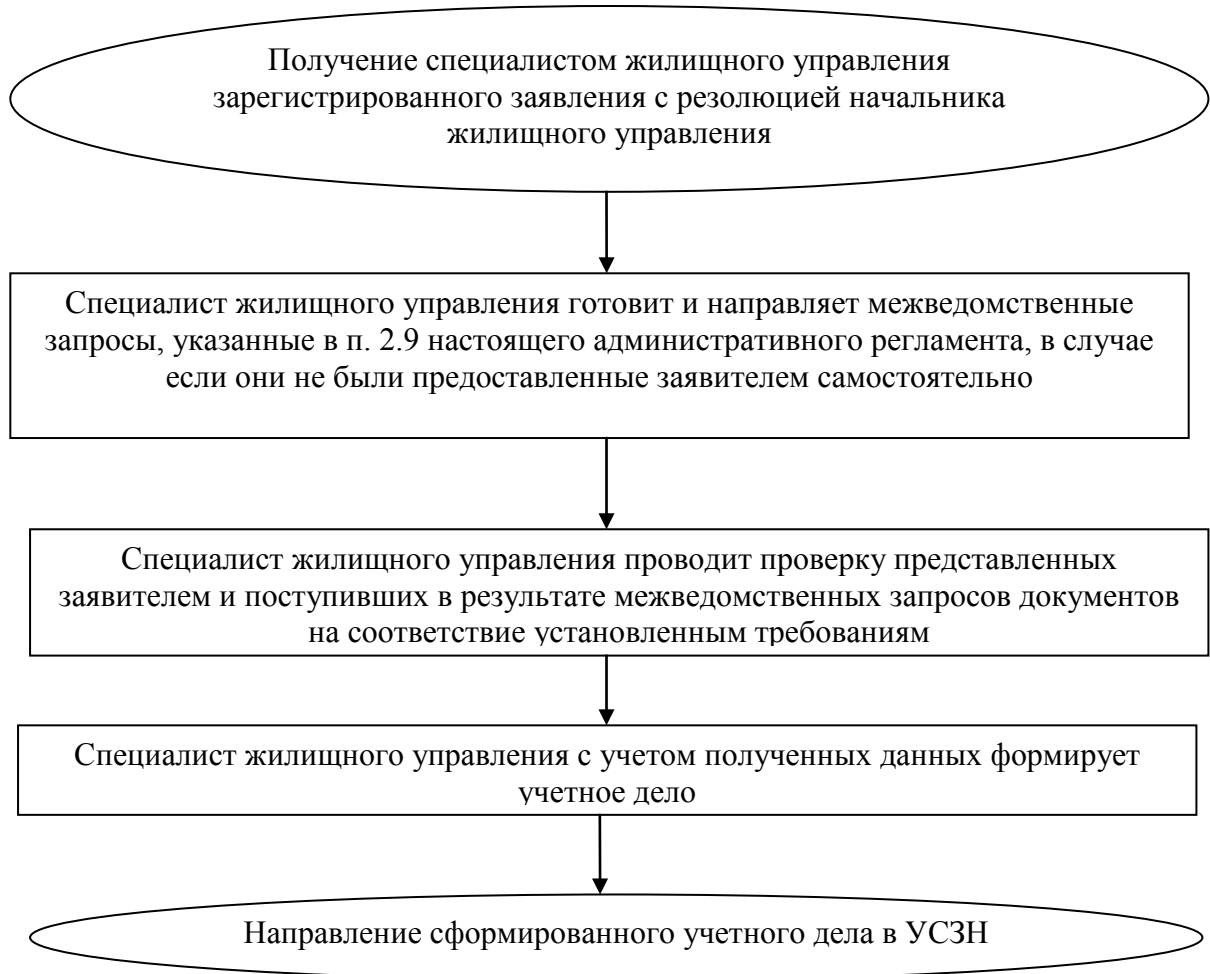 Получение специалистом жилищного управления
зарегистрированного заявления с резолюцией начальника
жилищного управления
Специалист жилищного управления готовит и направляет межведомственные
запросы, указанные в п. 2.9 настоящего административного регламента, в случае
если они не были предоставленные заявителем самостоятельно
Специалист жилищного управления проводит проверку представленных
заявителем и поступивших в результате межведомственных запросов документов
на соответствие установленным требованиям
Специалист жилищного управления с учетом полученных данных формирует
учетное дело
Направление сформированного учетного дела в УСЗН